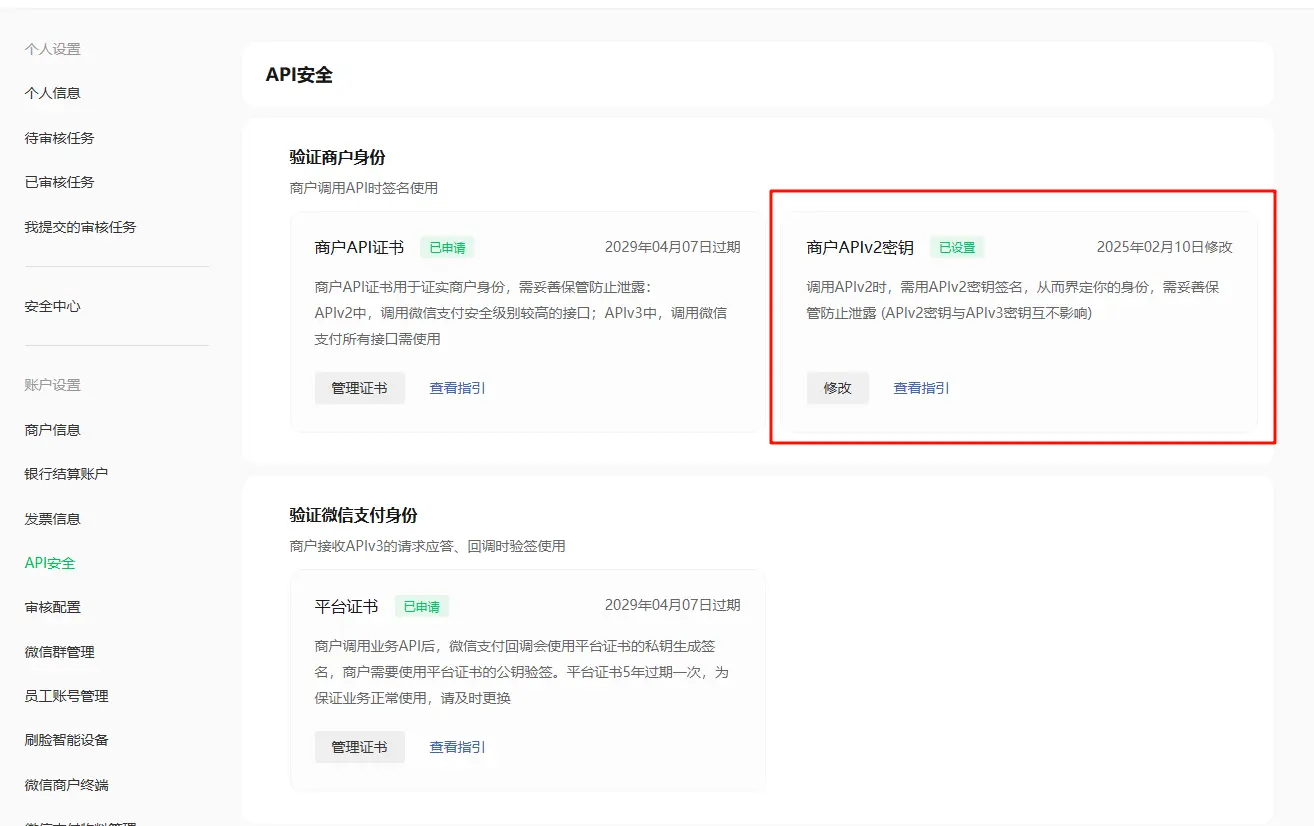 个人设置
个人信息
待审核任务
已审核任务
我提交的审核任务
安全中心
账户设置
商户信息
银行结算账户
发票信息
API安全
审核配置
微信群管理
员工账号管理
刷脸智能设备
微信商户终端
微信支付物料管理
API安全
验证商户身份
商户调用API时签名使用
商户API证书 已申请 2029年04月07日过期
商户API证书用于证实商户身份，需妥善保管防止泄露：
APIv2中，调用微信支付安全级别较高的接口；APIv3中，调用微信
支付所有接口需使用
管理证书 查看指引
商户APIv2密钥 已设置 2025年02月10日修改
调用APIv2时，需用APIv2密钥签名，从而界定你的身份，需妥善保
管防止泄露 (APIv2密钥与APIv3密钥互不影响)
修改 查看指引
验证微信支付身份
商户接收APIv3的请求应答、回调时验签使用
平台证书 已申请 2029年04月07日过期
商户调用业务API后，微信支付回调会使用平台证书的私钥生成签
名，商户需要使用平台证书的公钥验签。平台证书5年过期一次，为
保证业务正常使用，请及时更换
管理证书 查看指引